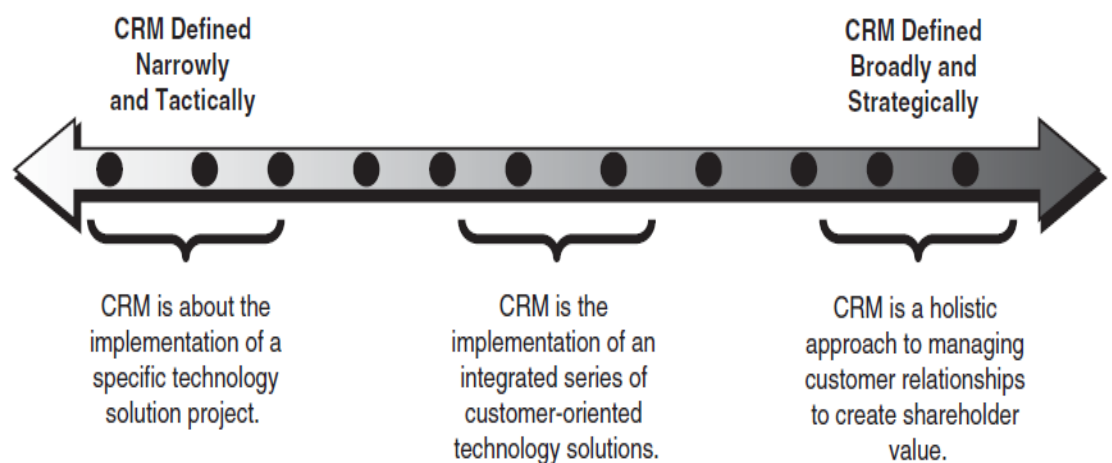 CRM Defined
Narrowly
and Tactically
CRM Defined
Broadly and
Strategically
CRM is about the
implementation of a
specific technology
solution project.
CRM is the
implementation of an
integrated series of
customer-oriented
technology solutions.
CRM is a holistic
approach to managing
customer relationships
to create shareholder
value.